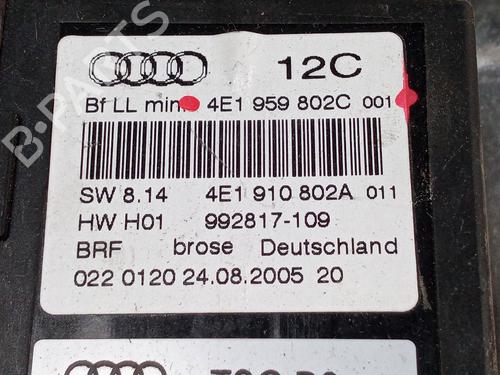 12C
Bf LL min. 4E1 959 802C 001
SW 8.14 4E1 910 802A 011
HW H01 992817-109
BRF brose Deutschland
022 0120 24.08.2005 20
B-PARTS